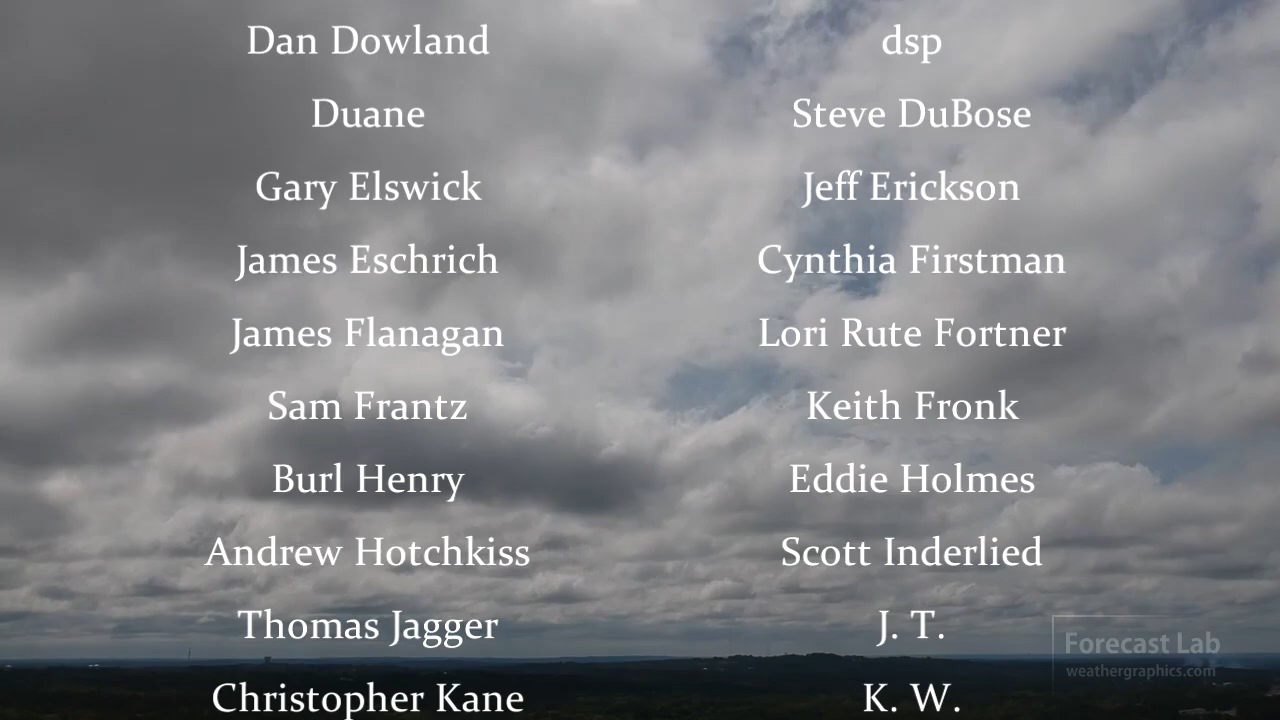 Dan Dowland
dsp
Duane
Steve DuBose
Gary Elswick
Jeff Erickson
James Eschrich
Cynthia Firstman
James Flanagan
Lori Rute Fortner
Sam Frantz
Keith Fronk
Burl Henry
Eddie Holmes
Andrew Hotchkiss
Scott Inderlied
Thomas Jagger
J. T.
Forecast Lab
weathergraphics.com
Christopher Kane
K. W.